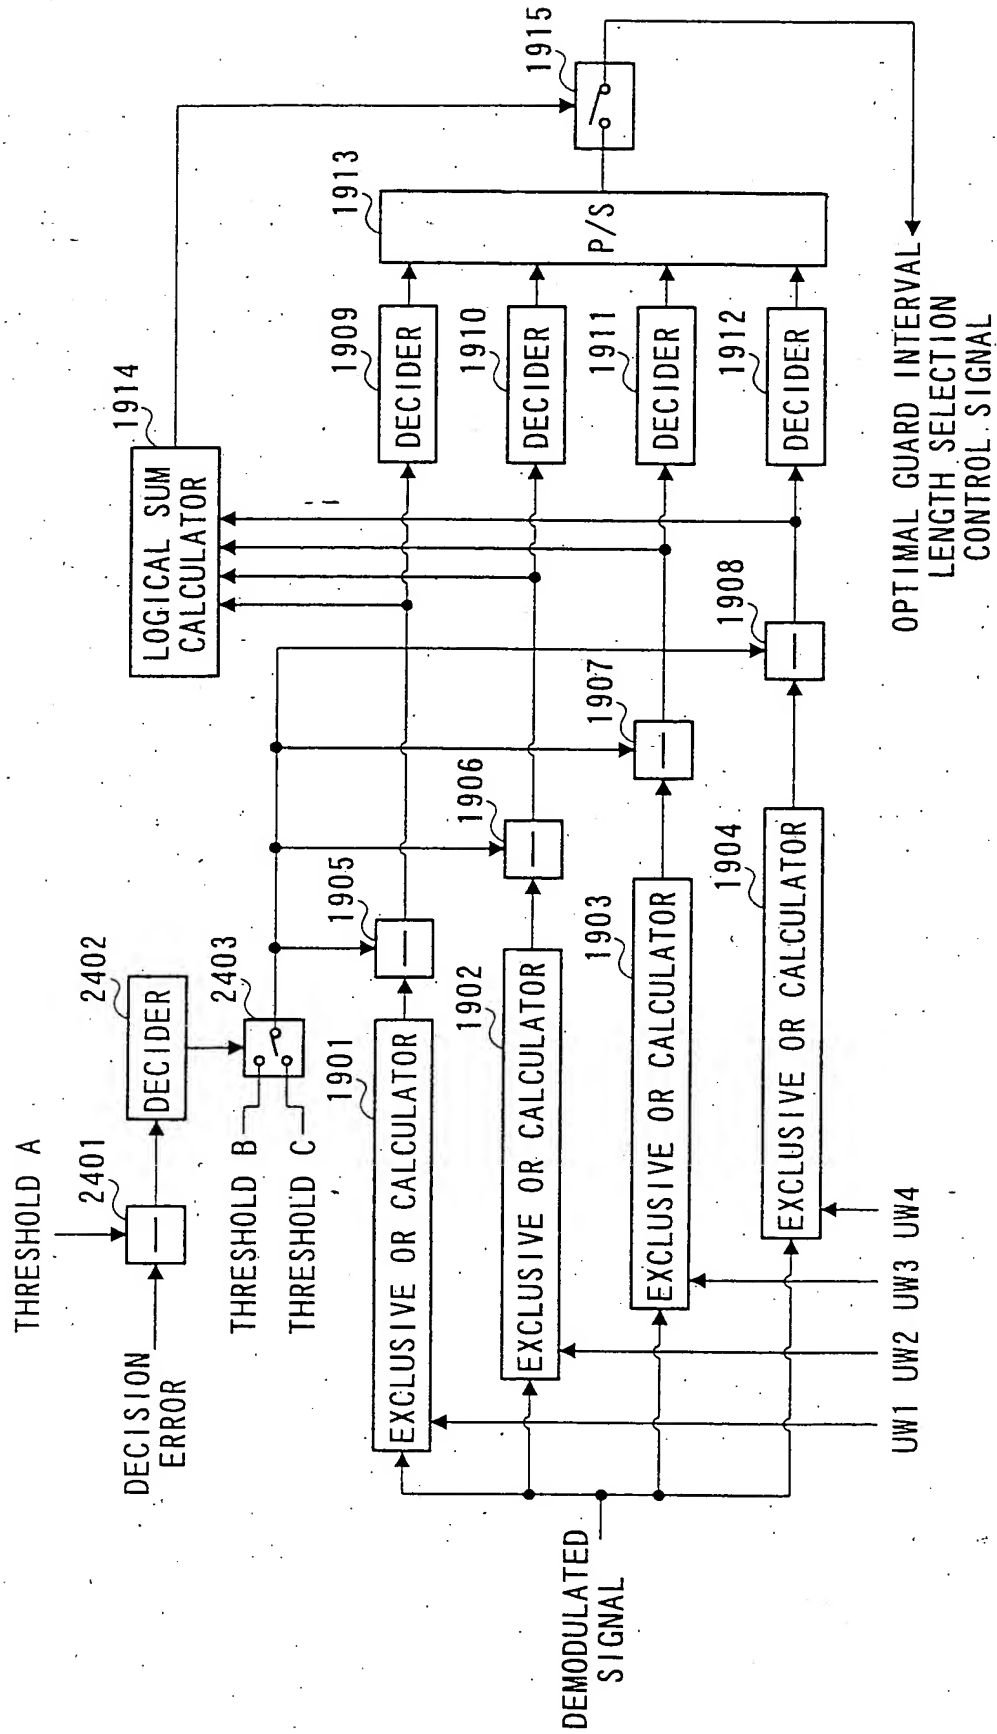 THRESHOLD A
2401
DECISION
ERROR
2402
DECIDER
THRESHOLD B
THRESHOLD C
2403
1914
LOGICAL SUM
CALCULATOR
1901
EXCLUSIVE OR CALCULATOR
1905
1909
DECIDER
1902
EXCLUSIVE OR CALCULATOR
1906
1910
DECIDER
1903
EXCLUSIVE OR CALCULATOR
1907
1911
DECIDER
1904
EXCLUSIVE OR CALCULATOR
1908
1912
DECIDER
1913
P/S
1915
DEMODULATED
SIGNAL
UW1
UW2
UW3
UW4
OPTIMAL GUARD INTERVAL
LENGTH SELECTION
CONTROL SIGNAL